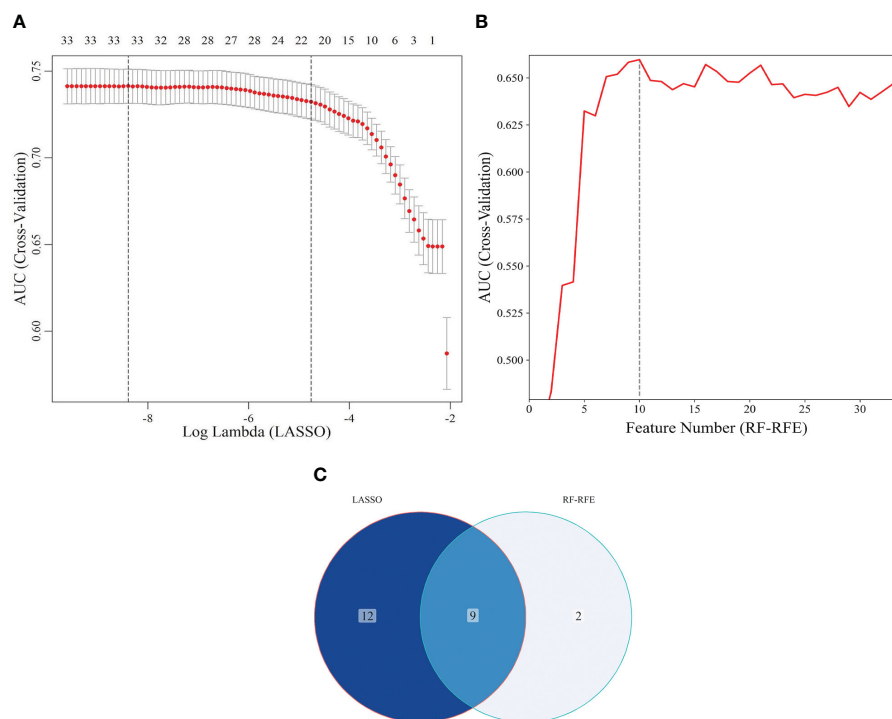 A
33 33 33 33 32 28 28 27 28 24 22 20 15 10 6 3 1
0.75
0.70
0.65
0.60
AUC (Cross-Validation)
-8 -6 -4 -2
Log Lambda (LASSO)
B
0.650
0.625
0.600
0.575
0.550
0.525
0.500
AUC (Cross-Validation)
0 5 10 15 20 25 30
Feature Number (RF-RFE)
C
LASSO RF-RFE
12 9 2